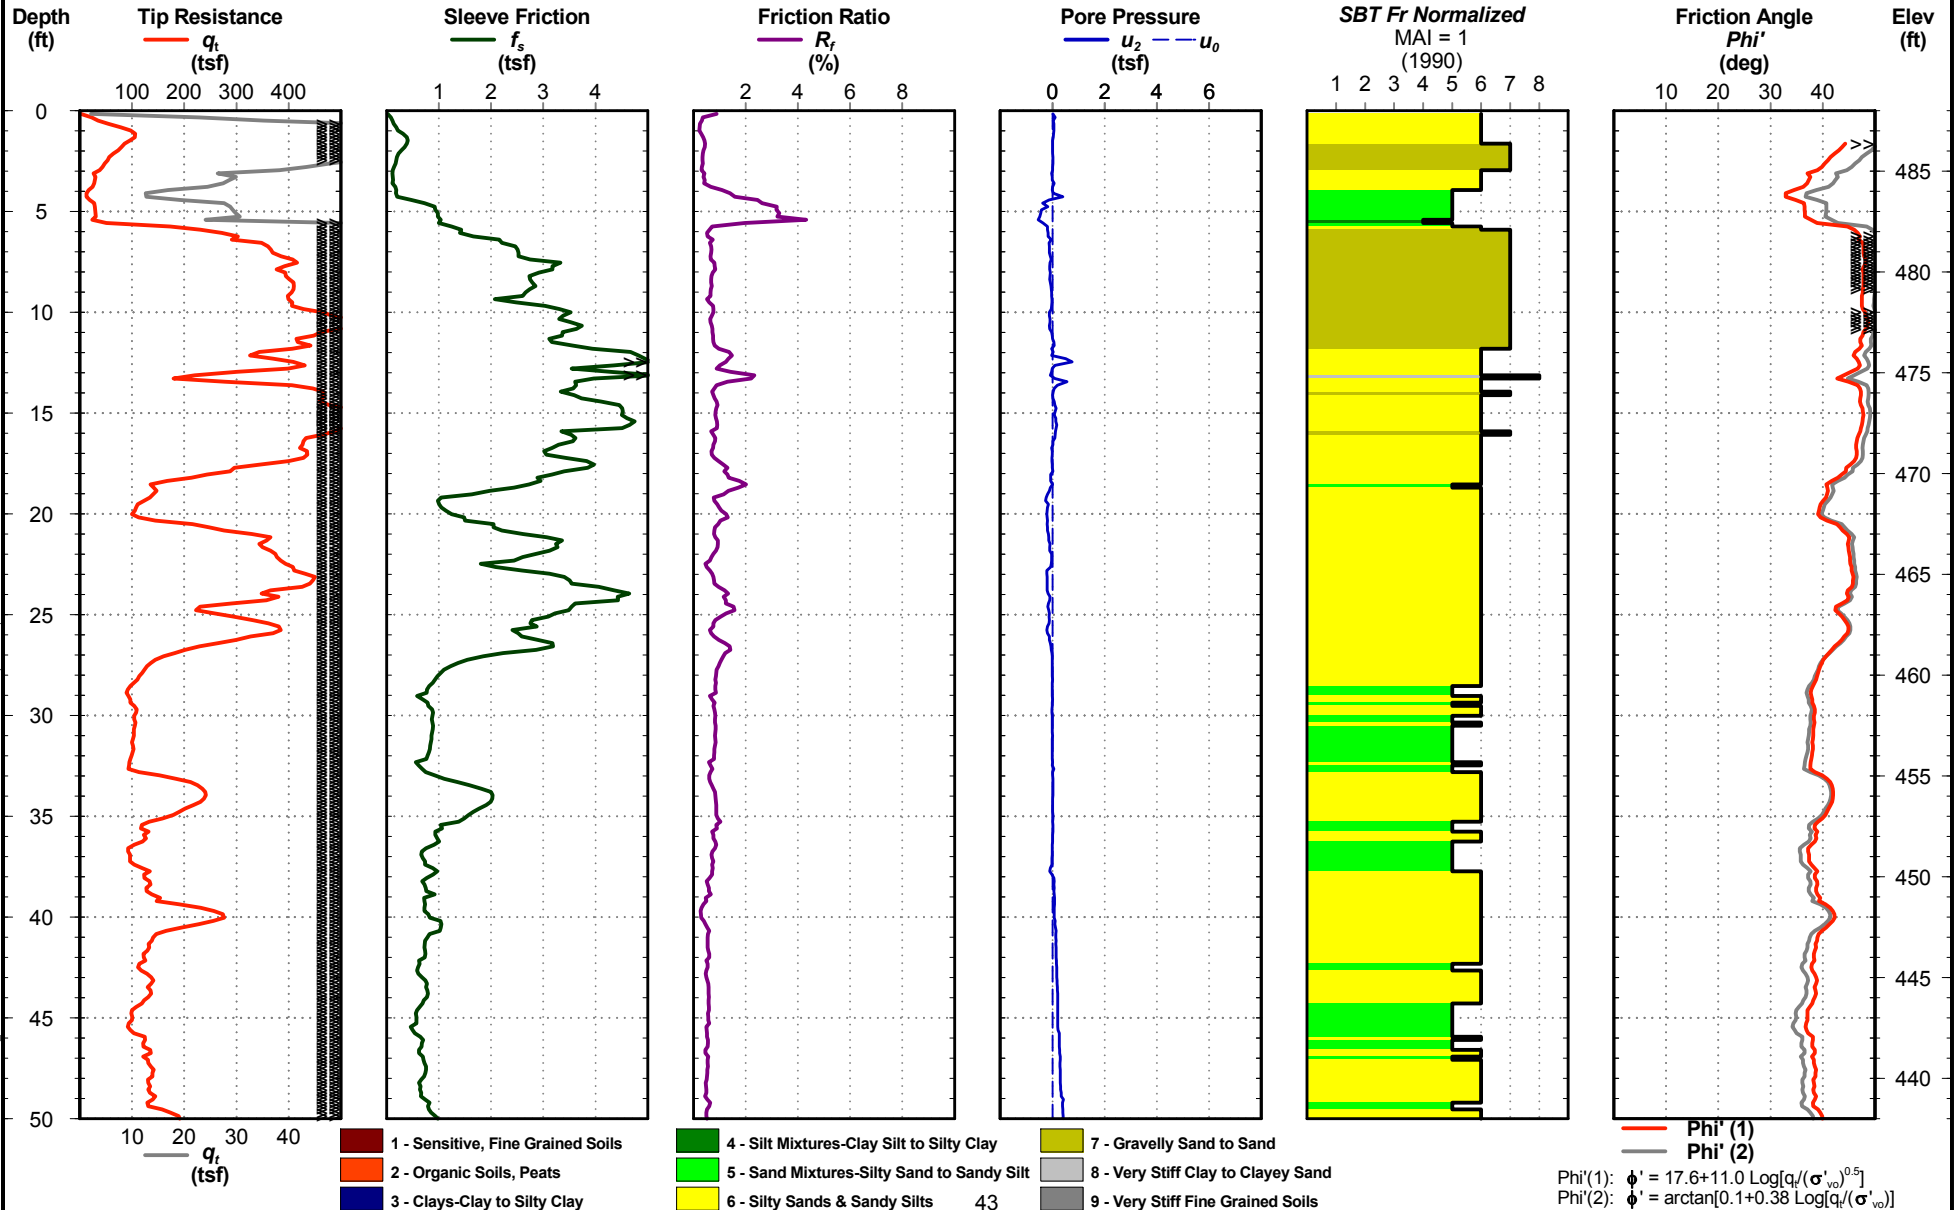 Depth Tip Resistance Sleeve Friction Friction Ratio Pore Pressure SBT Fr Normalized Friction Angle Elev
(ft) qt fs Rf u2 u0 MAI = 1 Phi' (ft)
(tsf) (tsf) (%) (tsf) (1990) (deg)
100 200 300 400 1 2 3 4 2 4 6 8 0 2 4 6 1 2 3 4 5 6 7 8 10 20 30 40
0
>>
485
5
480
10
>>
475
>>
15
470
20
465
25
460
30
455
35
450
40
445
45
440
50
10 20 30 40
qt
(tsf)
Phi' (1)
Phi' (2)
1 - Sensitive, Fine Grained Soils 4 - Silt Mixtures-Clay Silt to Silty Clay 7 - Gravelly Sand to Sand
2 - Organic Soils, Peats 5 - Sand Mixtures-Silty Sand to Sandy Silt 8 - Very Stiff Clay to Clayey Sand
3 - Clays-Clay to Silty Clay 6 - Silty Sands & Sandy Silts 43 9 - Very Stiff Fine Grained Soils
Phi'(1): ϕ' = 17.6+11.0 Log[qt/(σ'vo)^0.5]
Phi'(2): ϕ' = arctan[0.1+0.38 Log[qt/(σ'vo)]